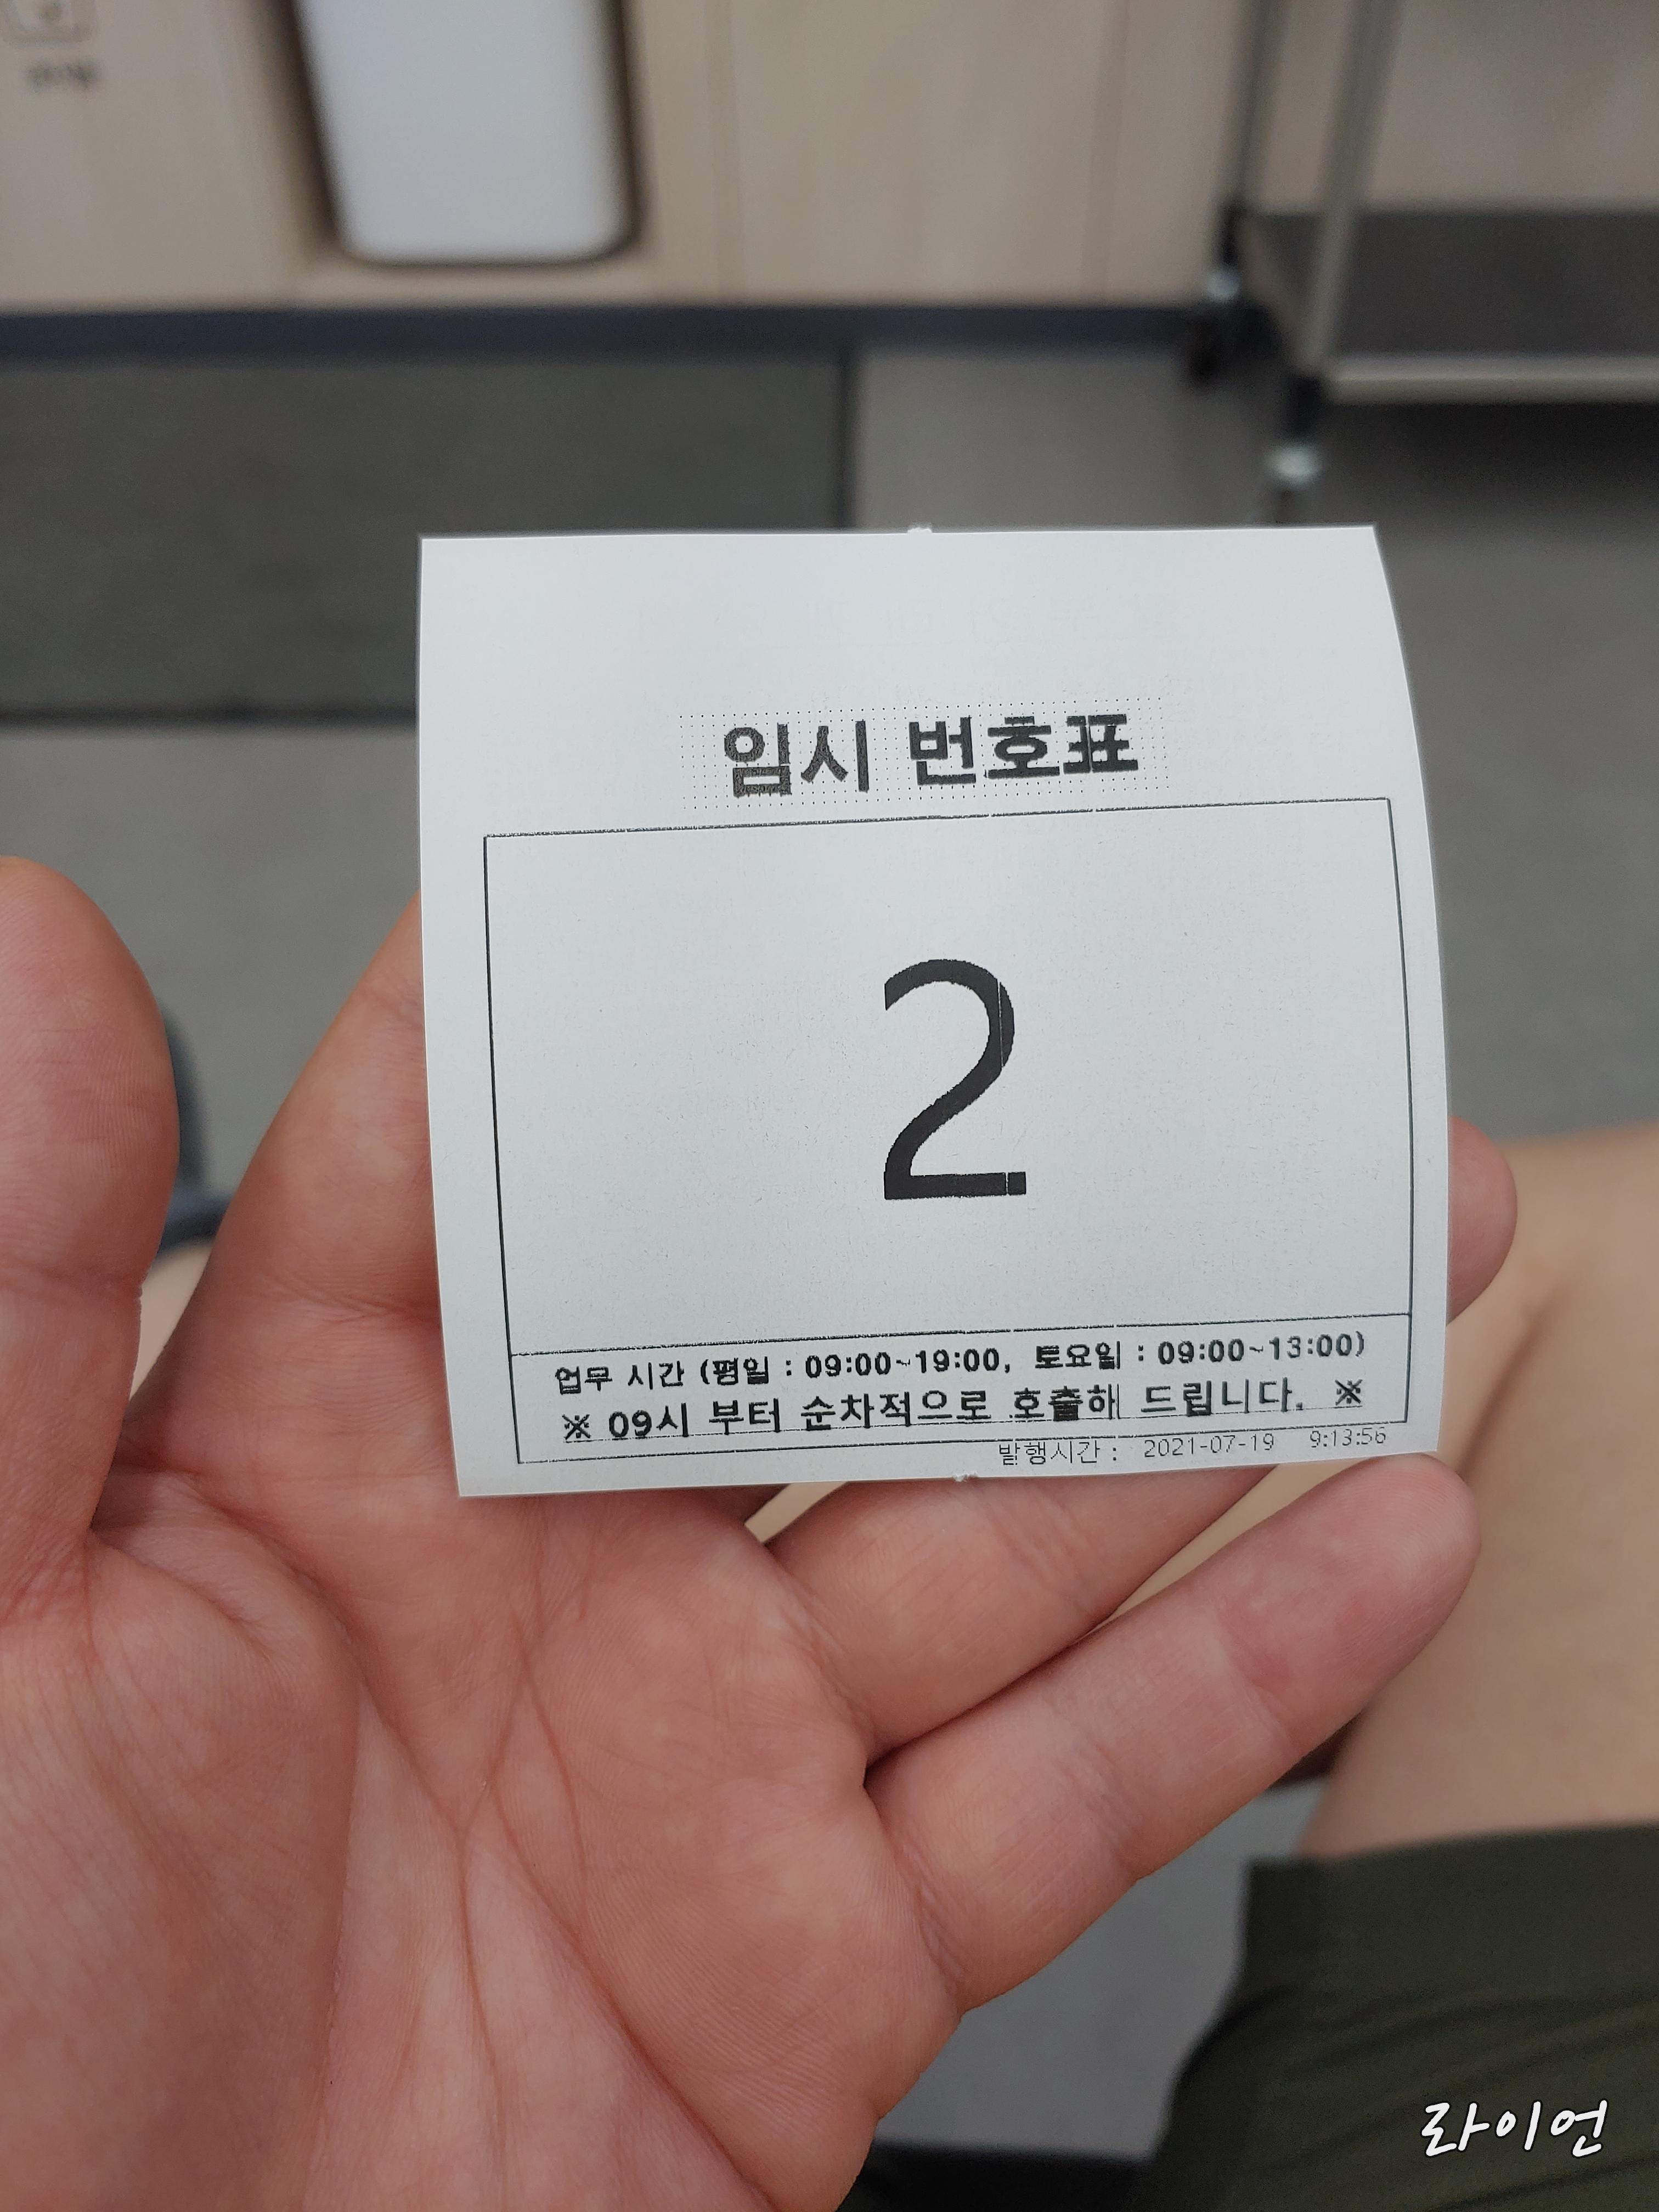 임시 번호표
2
업무 시간 (평일 : 09:00~19:00, 토요일 : 09:00~13:00)
※ 09시 부터 순차적으로 호출해 드립니다. ※
발행시간 : 2021-07-19 9:13:56
라이언